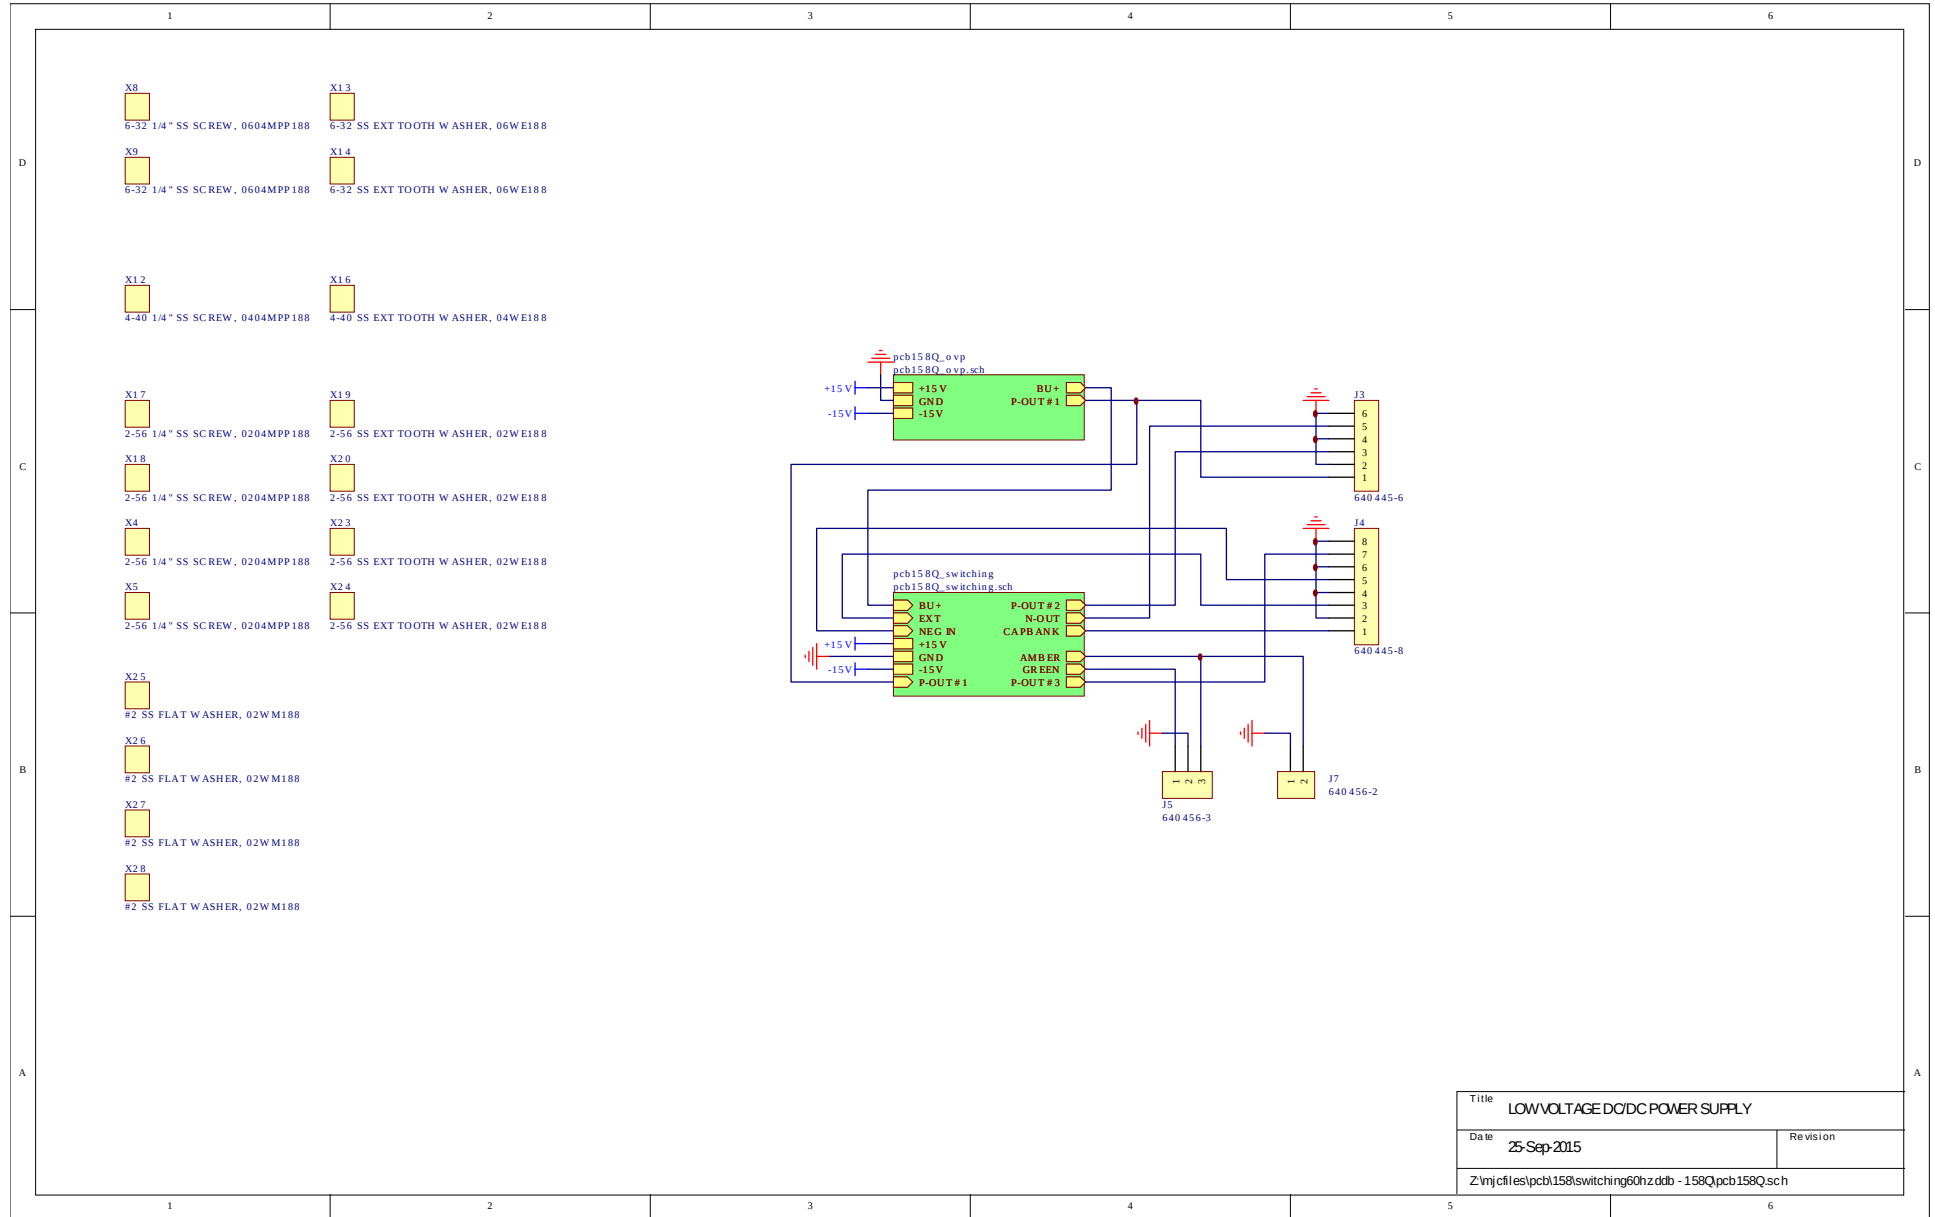 1 2 3 4 5 6
D D
C C
B B
A A
X8
6-32 1/4" SS SCREW, 0604MPP188
X13
6-32 SS EXT TOOTH WASHER, 06WE188
X9
6-32 1/4" SS SCREW, 0604MPP188
X14
6-32 SS EXT TOOTH WASHER, 06WE188
X12
4-40 1/4" SS SCREW, 0404MPP188
X16
4-40 SS EXT TOOTH WASHER, 04WE188
X17
2-56 1/4" SS SCREW, 0204MPP188
X19
2-56 SS EXT TOOTH WASHER, 02WE188
X18
2-56 1/4" SS SCREW, 0204MPP188
X20
2-56 SS EXT TOOTH WASHER, 02WE188
X4
2-56 1/4" SS SCREW, 0204MPP188
X23
2-56 SS EXT TOOTH WASHER, 02WE188
X5
2-56 1/4" SS SCREW, 0204MPP188
X24
2-56 SS EXT TOOTH WASHER, 02WE188
X25
#2 SS FLAT WASHER, 02WM188
X26
#2 SS FLAT WASHER, 02WM188
X27
#2 SS FLAT WASHER, 02WM188
X28
#2 SS FLAT WASHER, 02WM188
pcb158Q_ovp
pcb158Q_ovp.sch
+15V +15V BU+
GND P-OUT#1
-15V -15V
J3
6
5
4
3
2
1
640445-6
J4
8
7
6
5
4
3
2
1
640445-8
pcb158Q_switching
pcb158Q_switching.sch
BU+ P-OUT#2
EXT N-OUT
NEG IN CAPBANK
+15V +15V
GND AMBER
-15V -15V GREEN
P-OUT#1 P-OUT#3
1 2 3
J5
640456-3
1 2
J7
640456-2
Title LOW VOLTAGE DC/DC POWER SUPPLY
Date 25-Sep-2015 Revision
Z:\mjcfiles\pcb\158\switching60hz.ddb - 158Q\pcb158Q.sch
1 2 3 4 5 6